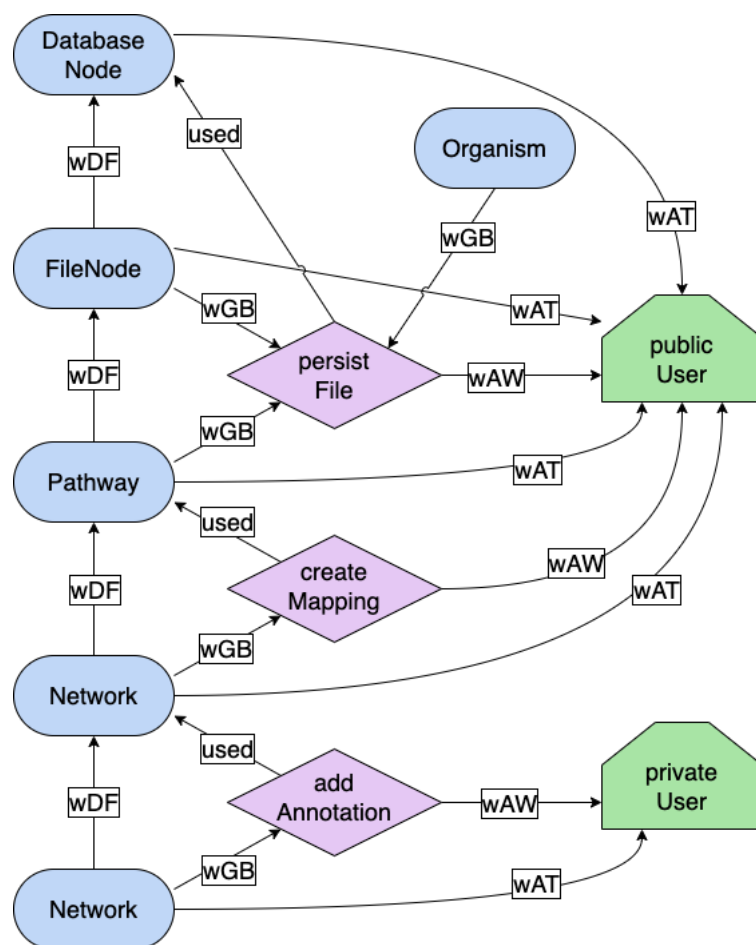 Database
Node
wAT
wDF
used
Organism
wGB
FileNode
wGB
wAT
persist
File
wAW
public
User
wDF
wGB
Pathway
wAT
used
create
Mapping
wAW
wDF
wAT
wGB
Network
used
add
Annotation
wAW
private
User
wDF
wGB
wAT
Network